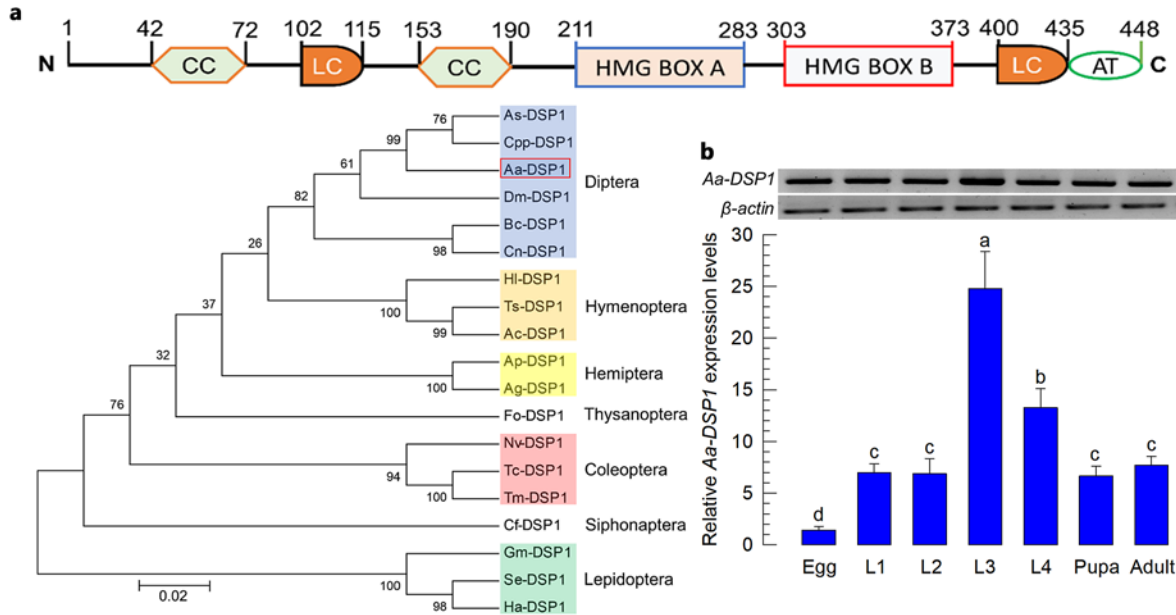 a
1 42 72 102 115 153 190 211 283 303 373 400 435 448
N CC LC CC HMG BOX A HMG BOX B LC AT C
As-DSP1
Cpp-DSP1
Aa-DSP1
Dm-DSP1
Bc-DSP1
Cn-DSP1
Diptera
Hl-DSP1
Ts-DSP1
Ac-DSP1
Hymenoptera
Ap-DSP1
Ag-DSP1
Hemiptera
Fo-DSP1
Thysanoptera
Nv-DSP1
Tc-DSP1
Tm-DSP1
Coleoptera
Cf-DSP1
Siphonaptera
Gm-DSP1
Se-DSP1
Ha-DSP1
Lepidoptera
76
99
61
82
98
26
100
99
37
100
32
76
94
100
100
98
0.02
b
Aa-DSP1
β-actin
Relative Aa-DSP1 expression levels
30
25
20
15
10
5
0
d c c a b c c
Egg L1 L2 L3 L4 Pupa Adult